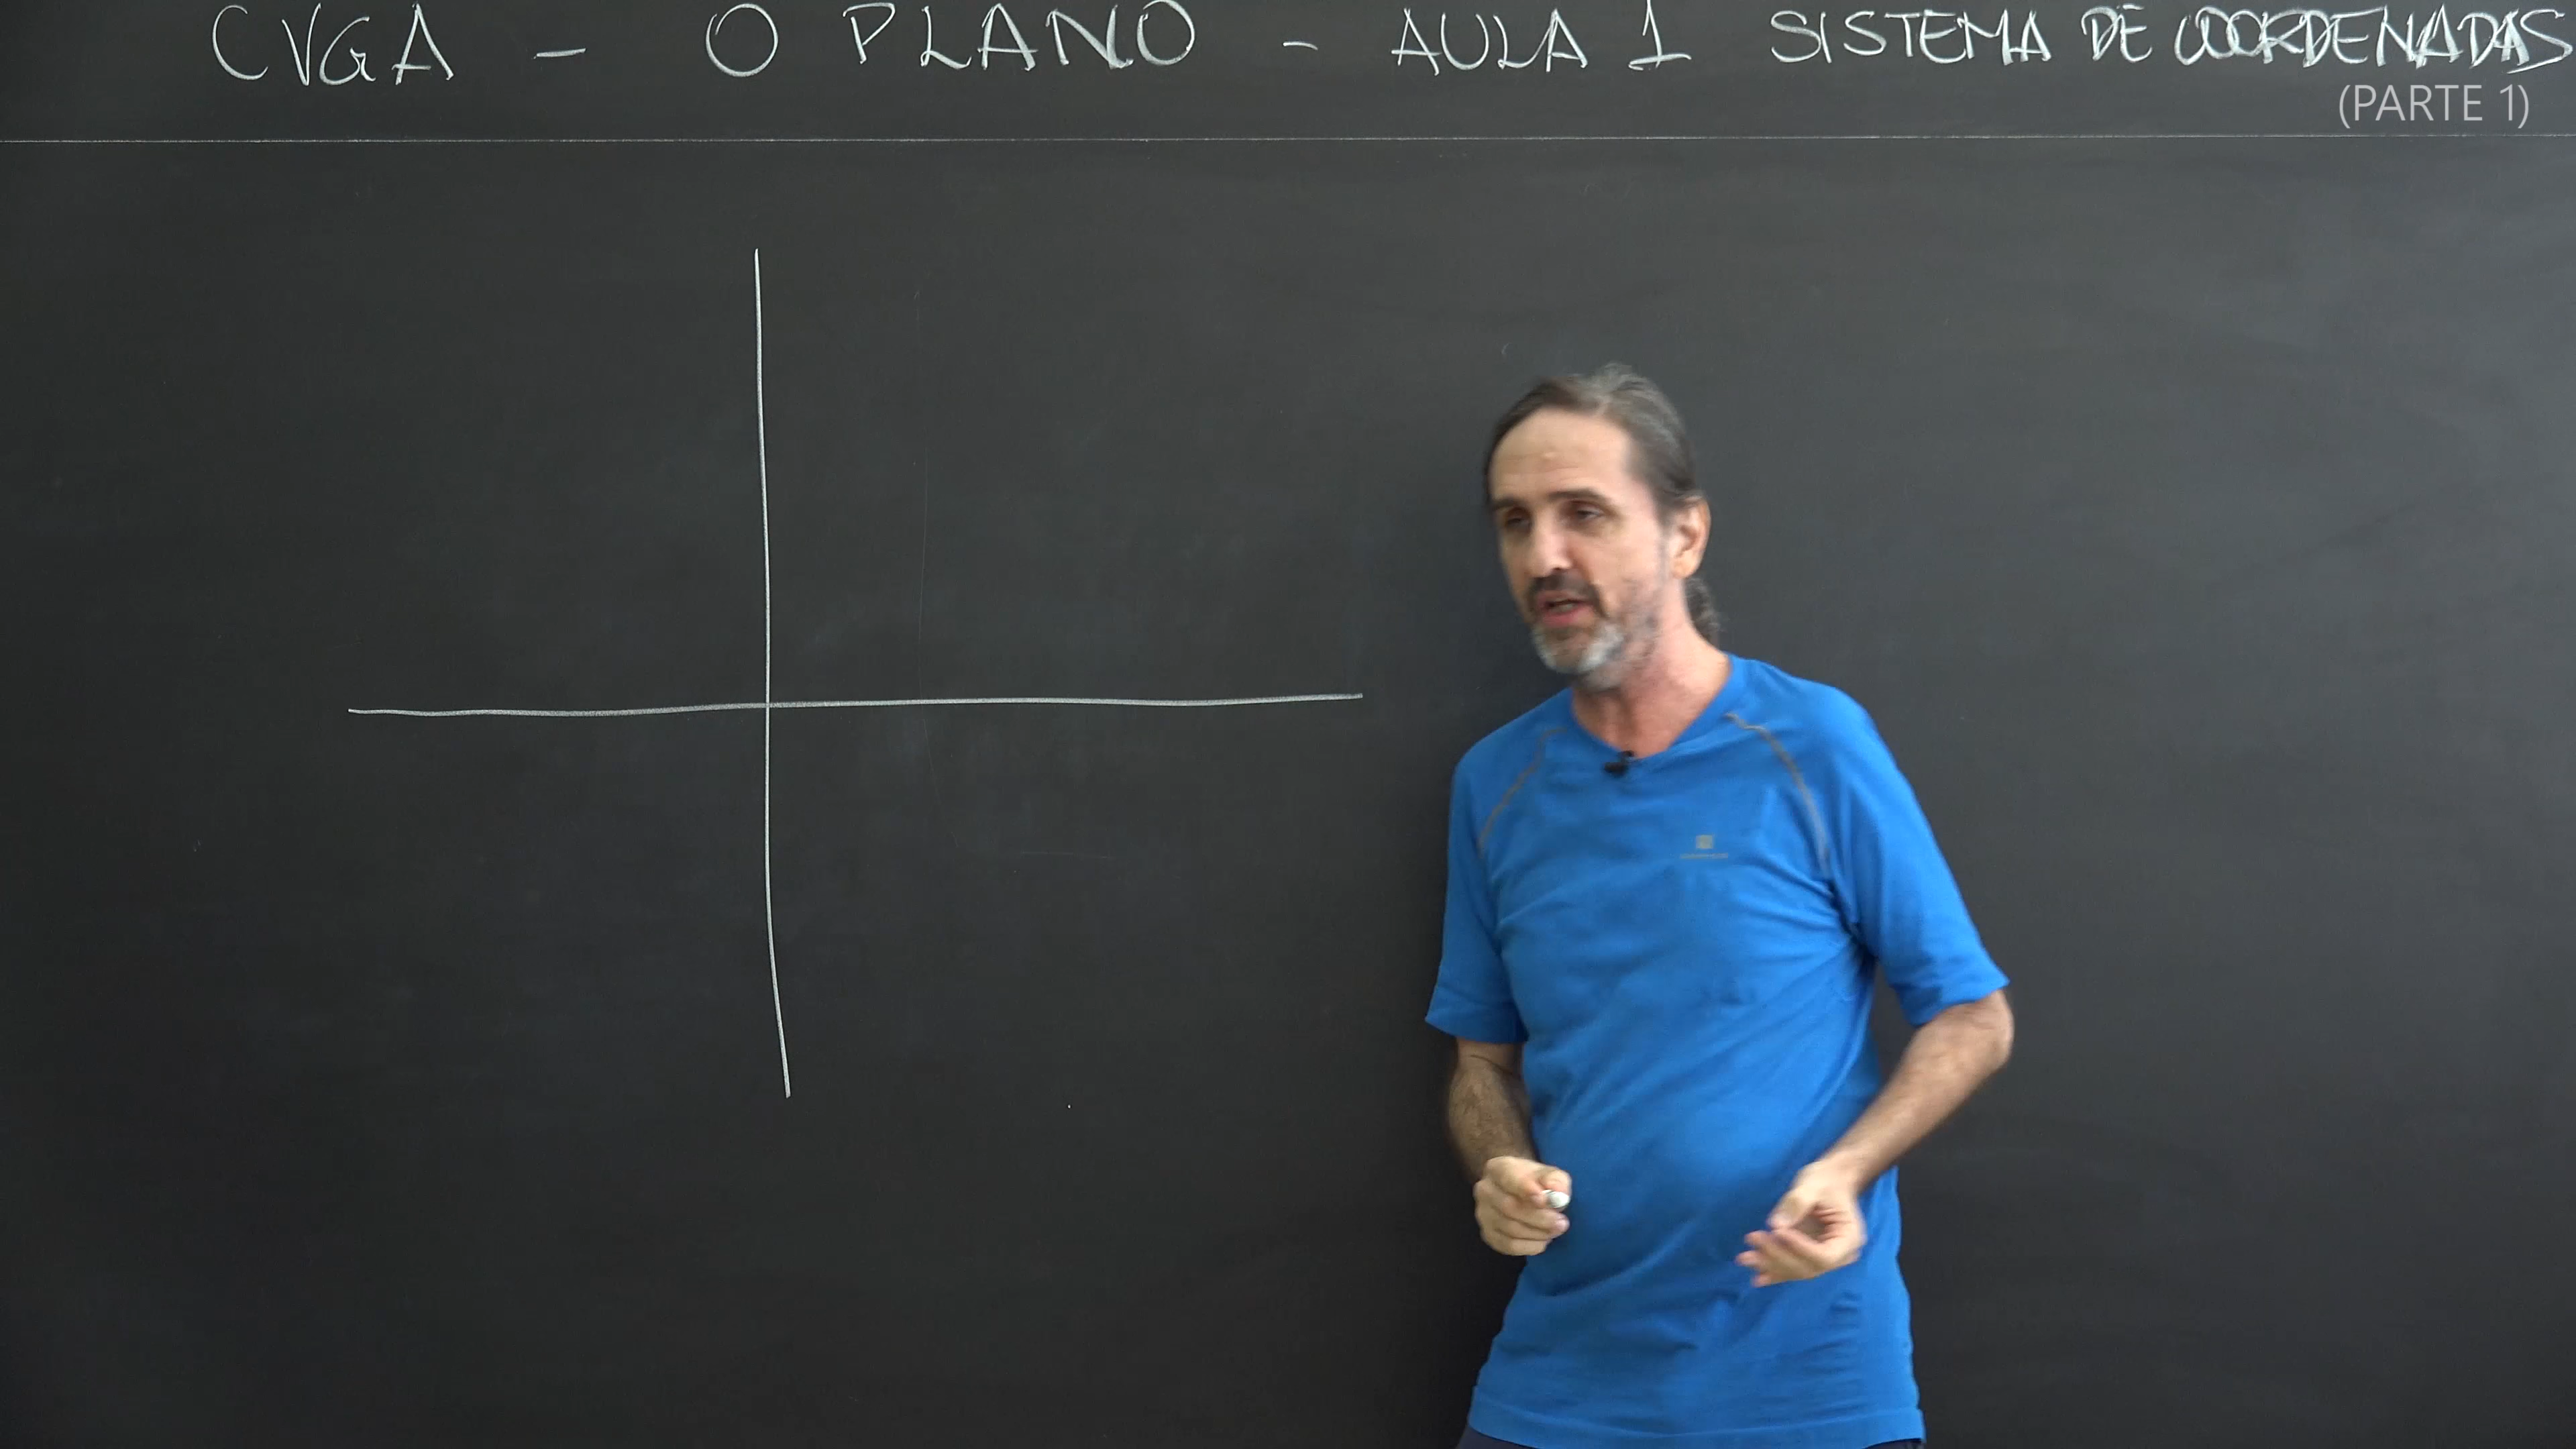 CVGA - O PLANO - AULA 1 SISTEMA DE COORDENADAS
(PARTE 1)